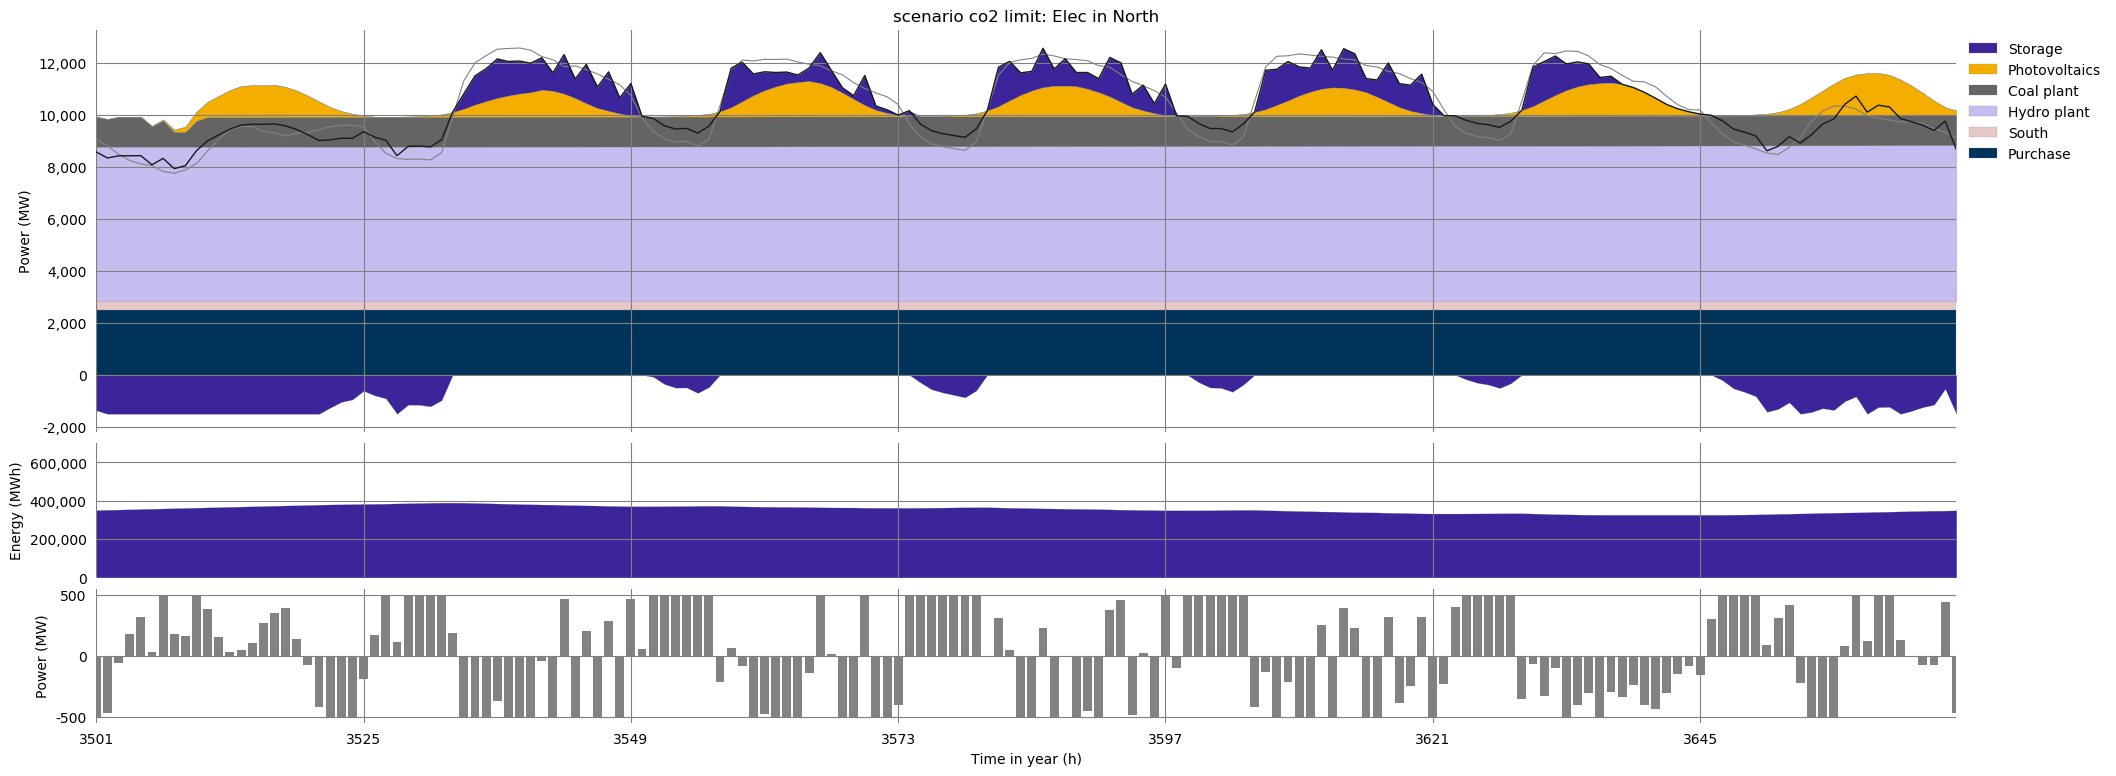 scenario co2 limit: Elec in North
12,000
10,000
8,000
6,000
4,000
2,000
0
-2,000
Power (MW)
Storage
Photovoltaics
Coal plant
Hydro plant
South
Purchase
600,000
400,000
200,000
0
Energy (MWh)
500
0
-500
Power (MW)
3501
3525
3549
3573
3597
3621
3645
Time in year (h)